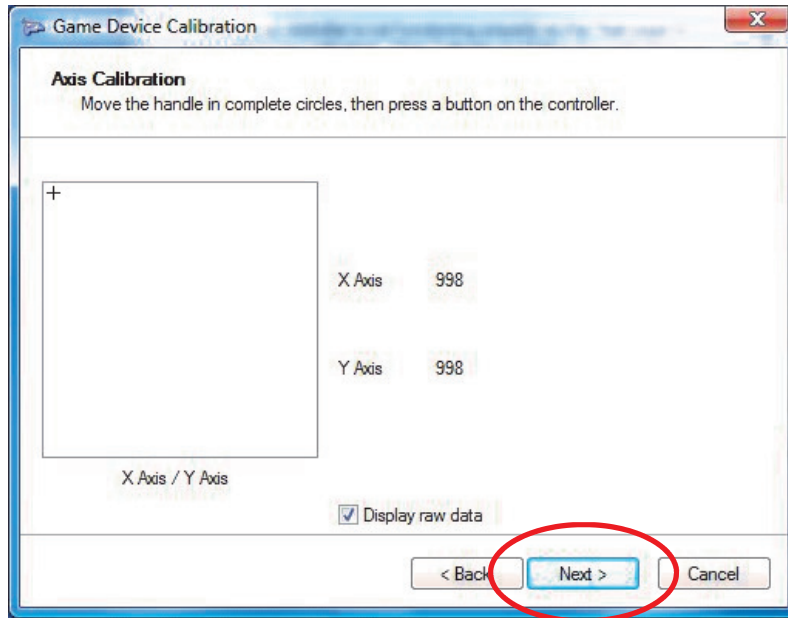 Game Device Calibration
Axis Calibration
Move the handle in complete circles, then press a button on the controller.
X Axis 998
Y Axis 998
X Axis / Y Axis
Display raw data
< Back Next > Cancel